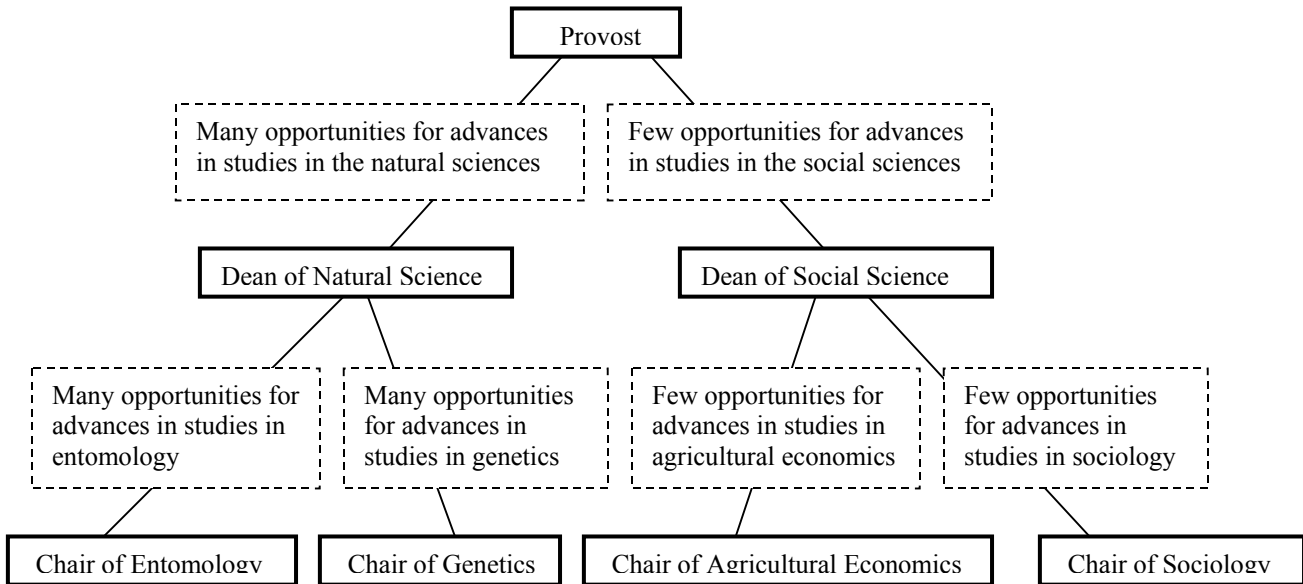 Provost
Many opportunities for advances
in studies in the natural sciences
Few opportunities for advances
in studies in the social sciences
Dean of Natural Science
Dean of Social Science
Many opportunities for
advances in studies in
entomology
Many opportunities
for advances in
studies in genetics
Few opportunities for
advances in studies in
agricultural economics
Few opportunities
for advances in
studies in sociology
Chair of Entomology
Chair of Genetics
Chair of Agricultural Economics
Chair of Sociology